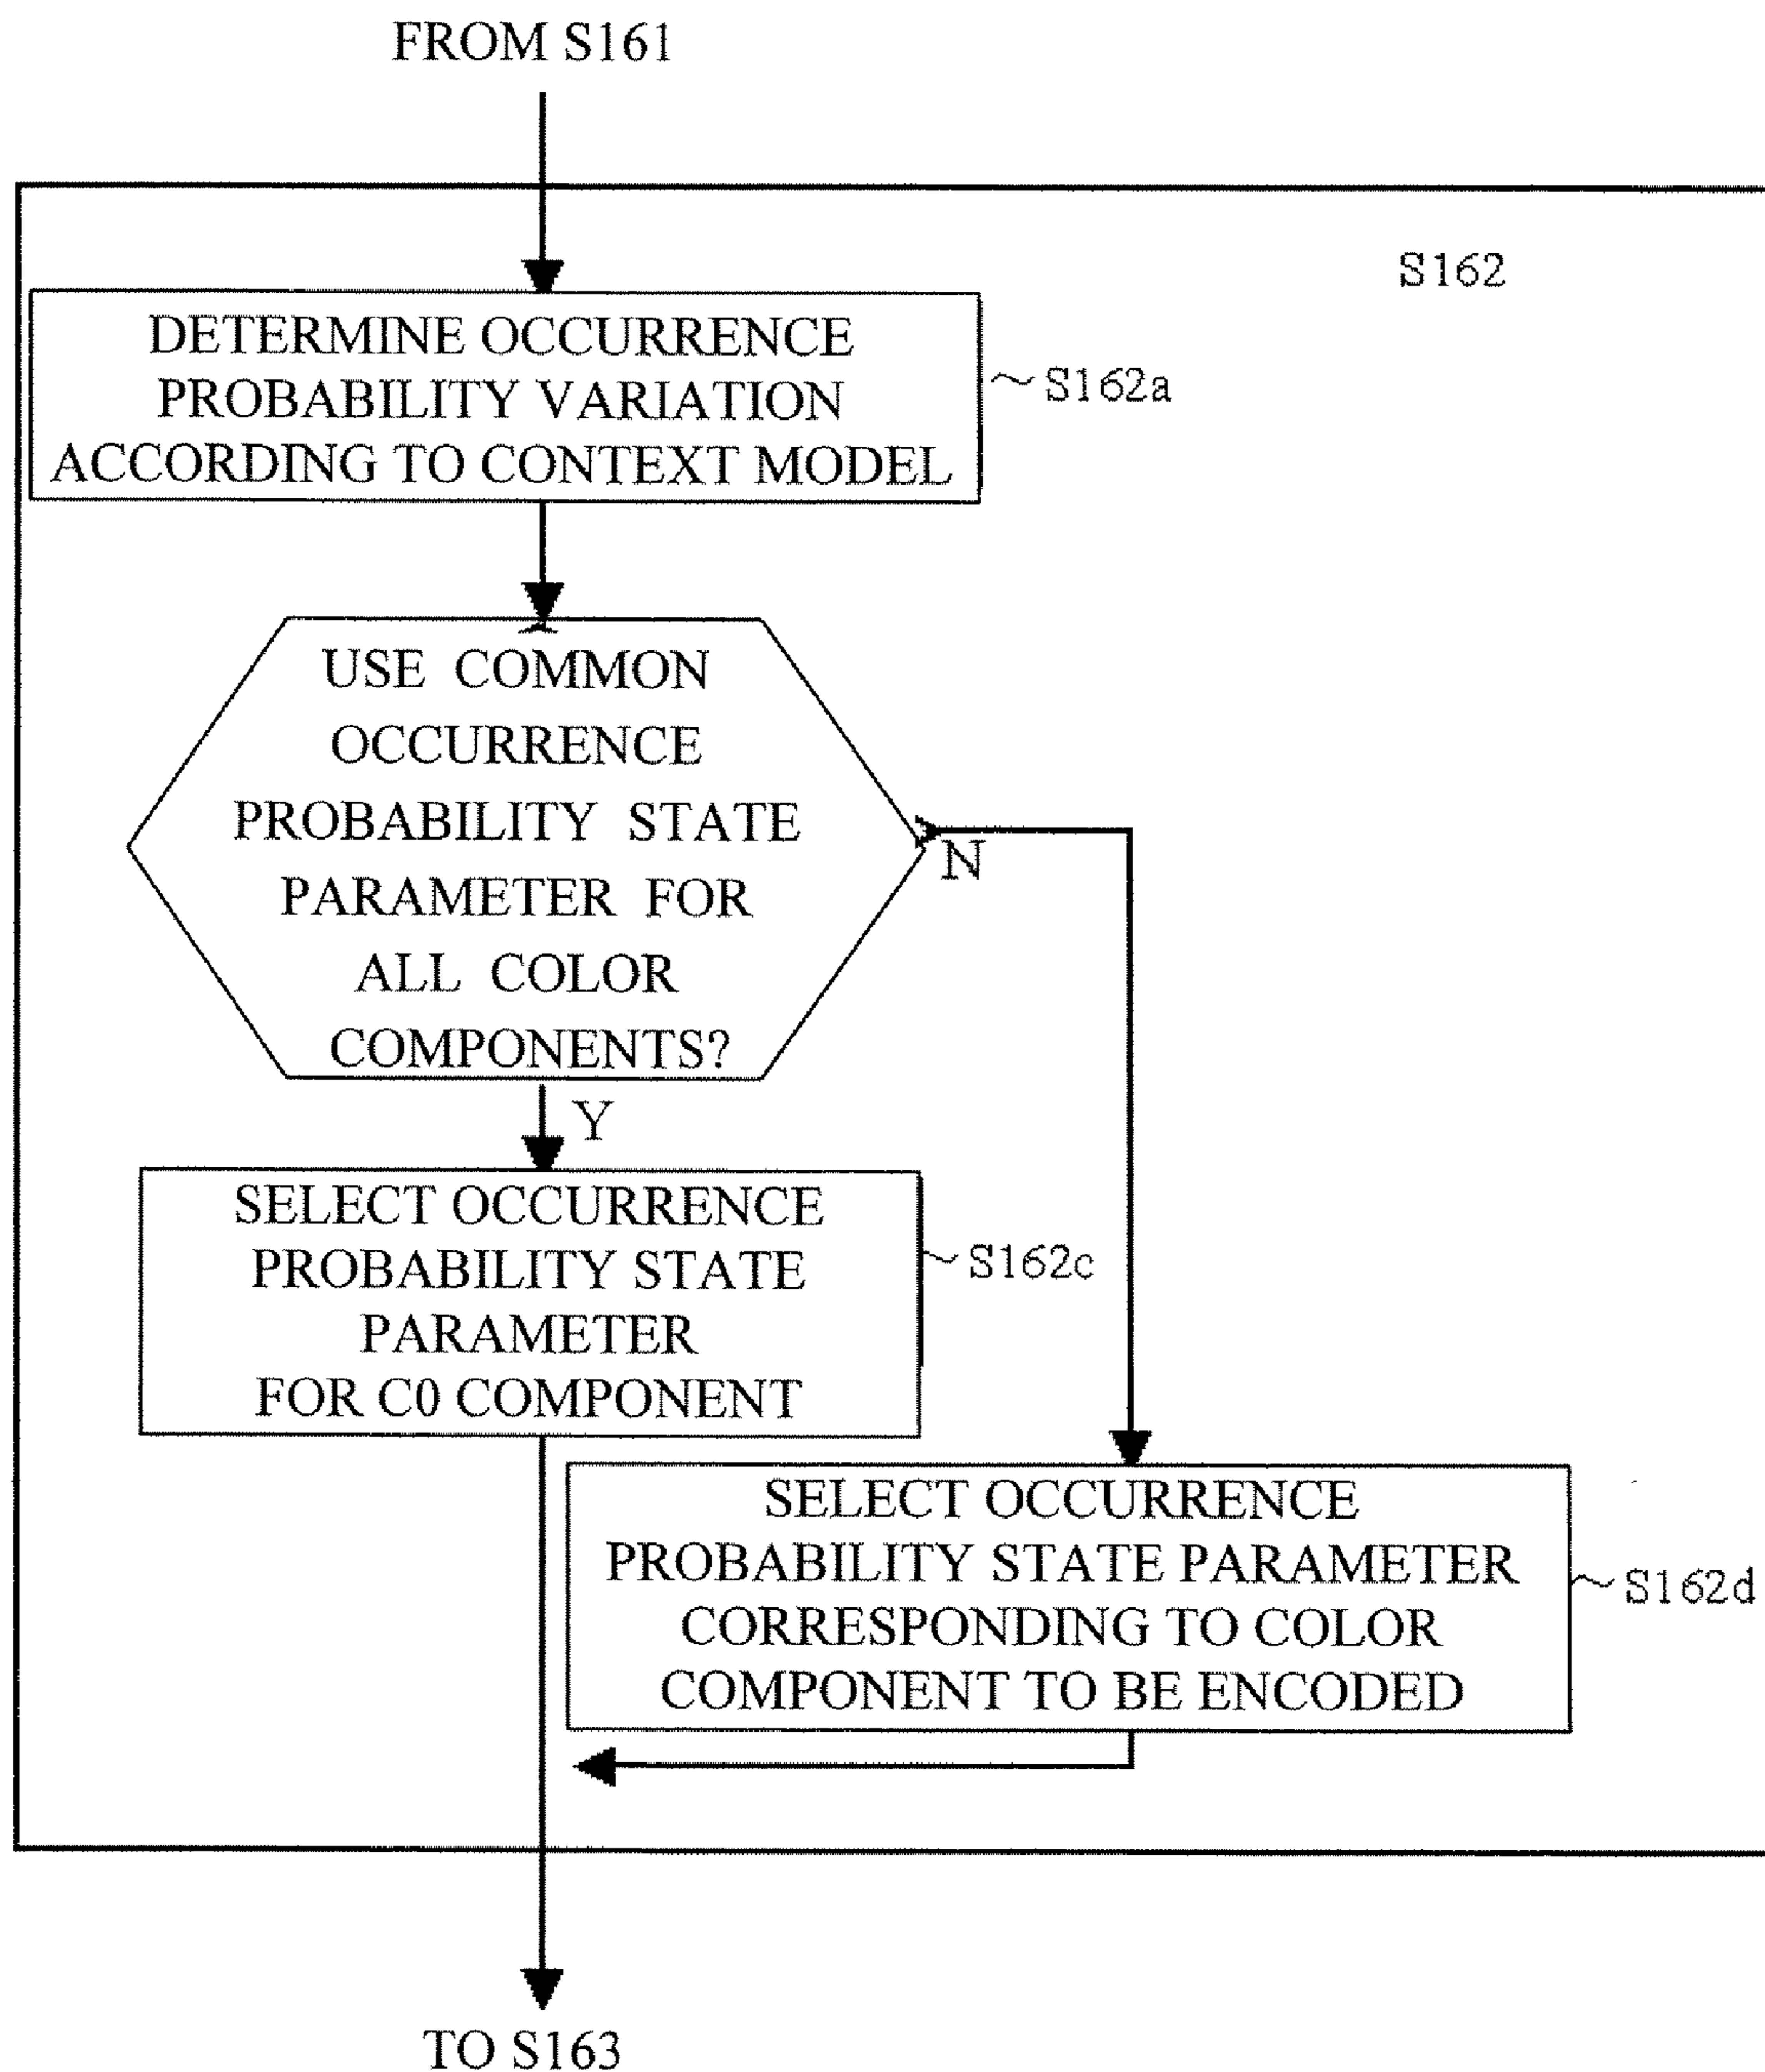 FROM S161
S162
DETERMINE OCCURRENCE
PROBABILITY VARIATION
ACCORDING TO CONTEXT MODEL
~S162a
USE COMMON
OCCURRENCE
PROBABILITY STATE
PARAMETER FOR
ALL COLOR
COMPONENTS?
N
Y
SELECT OCCURRENCE
PROBABILITY STATE
PARAMETER
FOR C0 COMPONENT
~S162c
SELECT OCCURRENCE
PROBABILITY STATE PARAMETER
CORRESPONDING TO COLOR
COMPONENT TO BE ENCODED
~S162d
TO S163